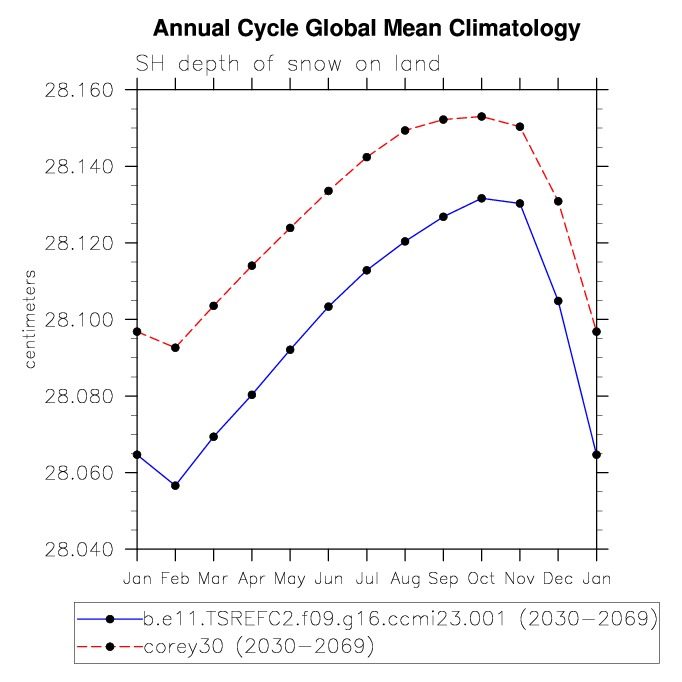 Annual Cycle Global Mean Climatology
SH depth of snow on land
28.160
28.140
28.120
28.100
28.080
28.060
28.040
centimeters
Jan Feb Mar Apr May Jun Jul Aug Sep Oct Nov Dec Jan
b.e11.TSREFC2.f09.g16.ccmi23.001 (2030−2069)
corey30 (2030−2069)